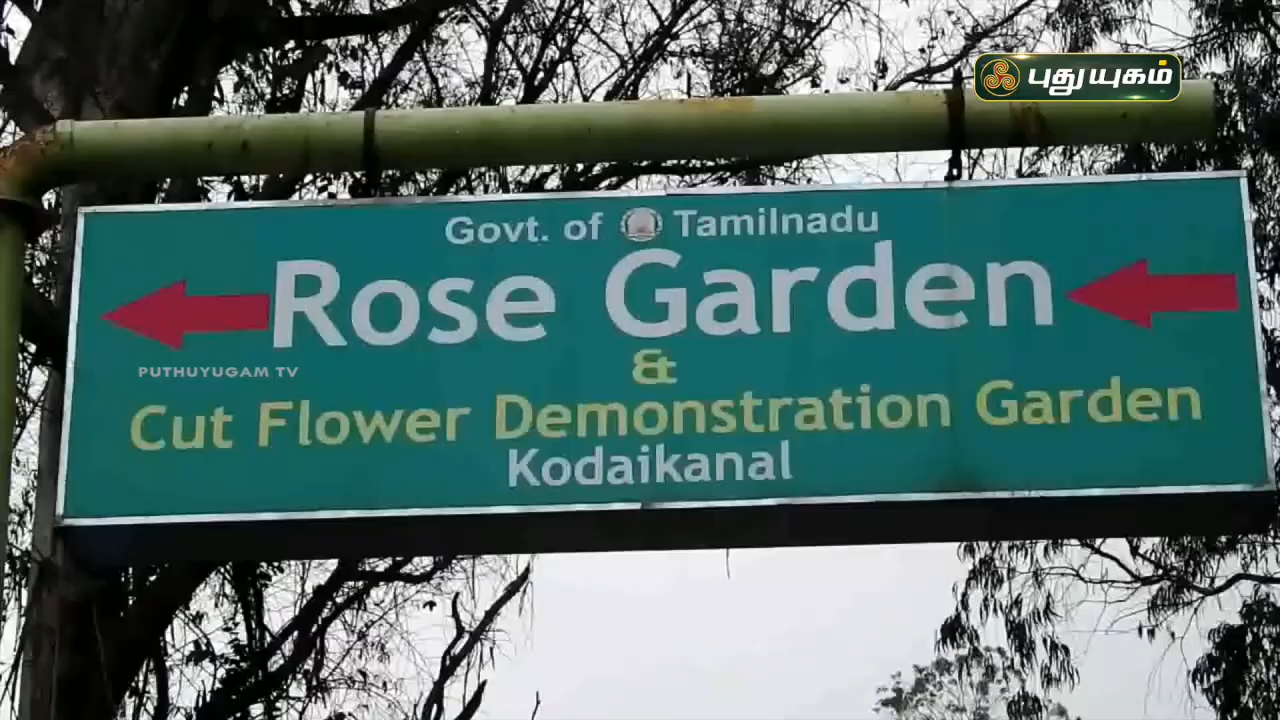 புதுயுகம்
Govt. of Tamilnadu
Rose Garden
PUTHUYUGAM TV
&
Cut Flower Demonstration Garden
Kodaikanal